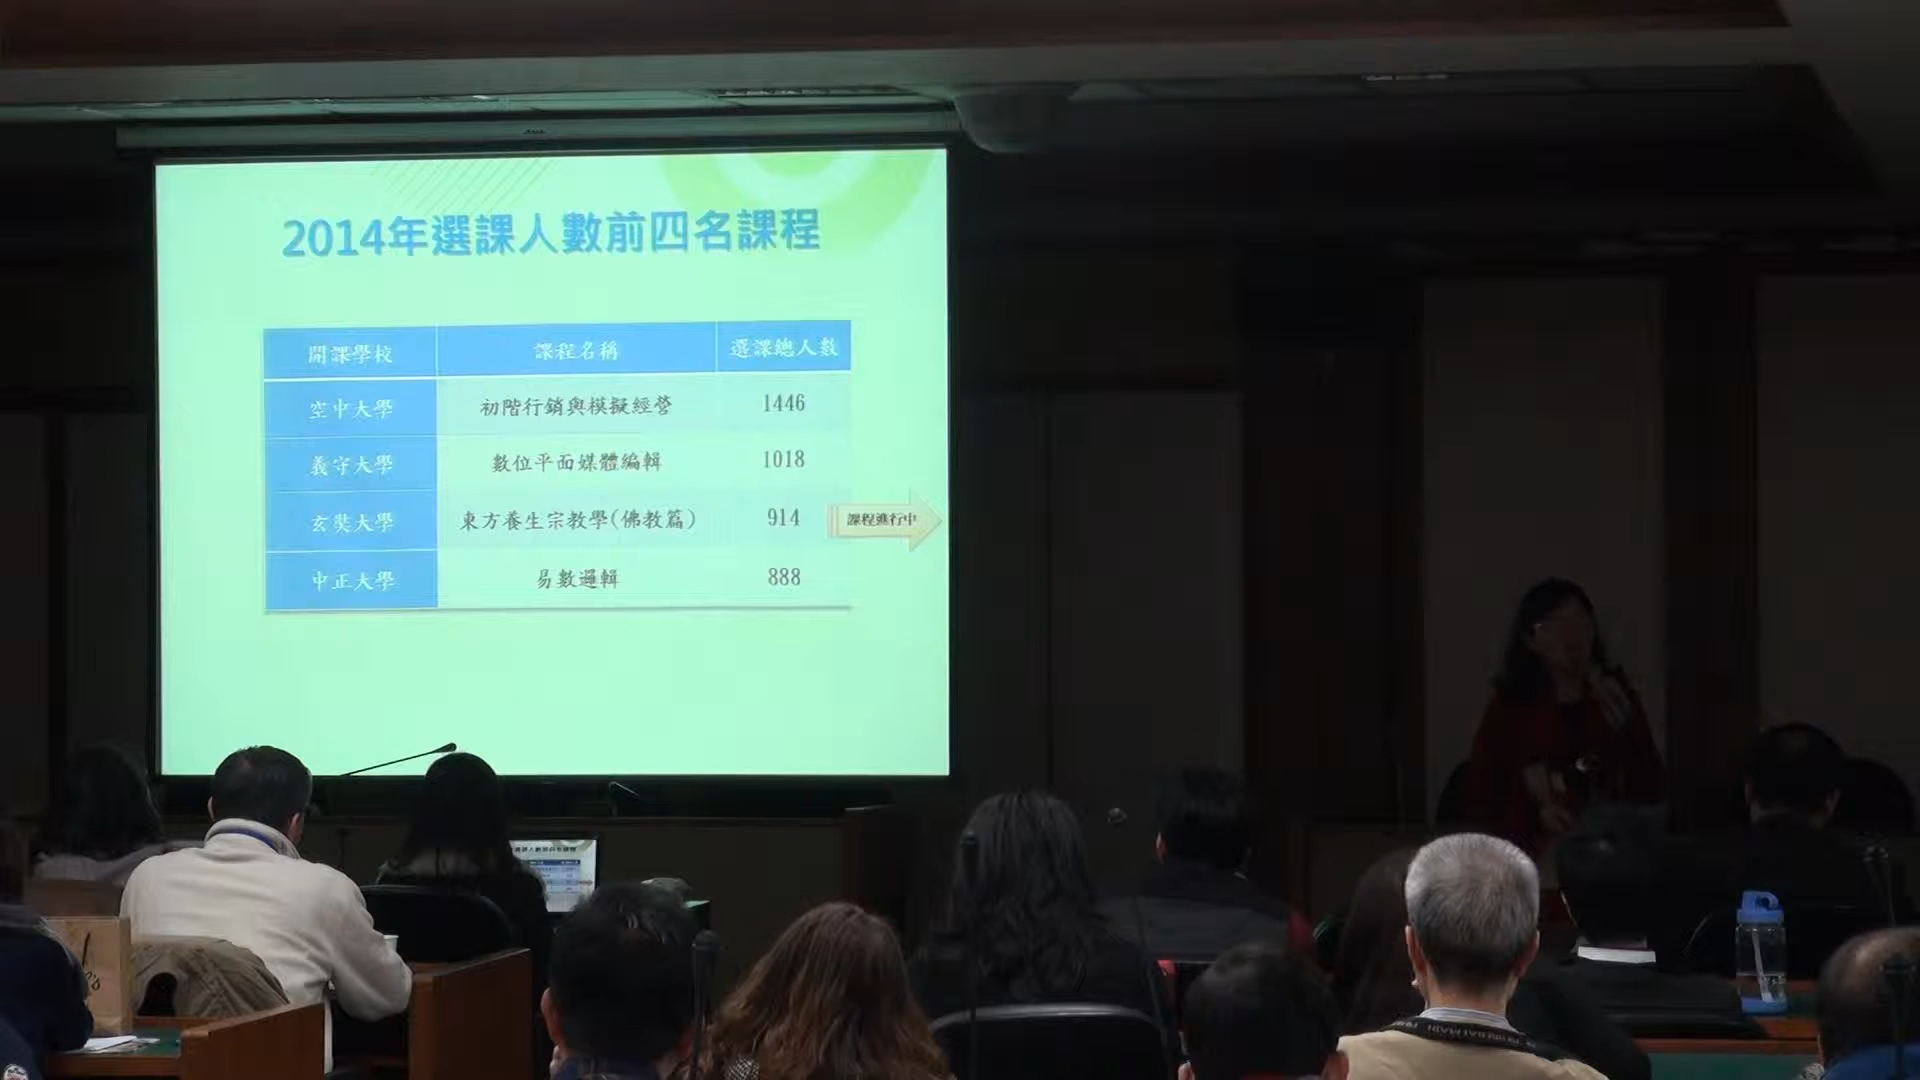 2014年選課人數前四名課程
開課學校 課程名稱 選課總人數
空中大學 初階行銷與模擬經營 1446
義守大學 數位平面媒體編輯 1018
玄奘大學 東方養生宗教學(佛教篇) 914 課程進行中
中正大學 易數邏輯 888